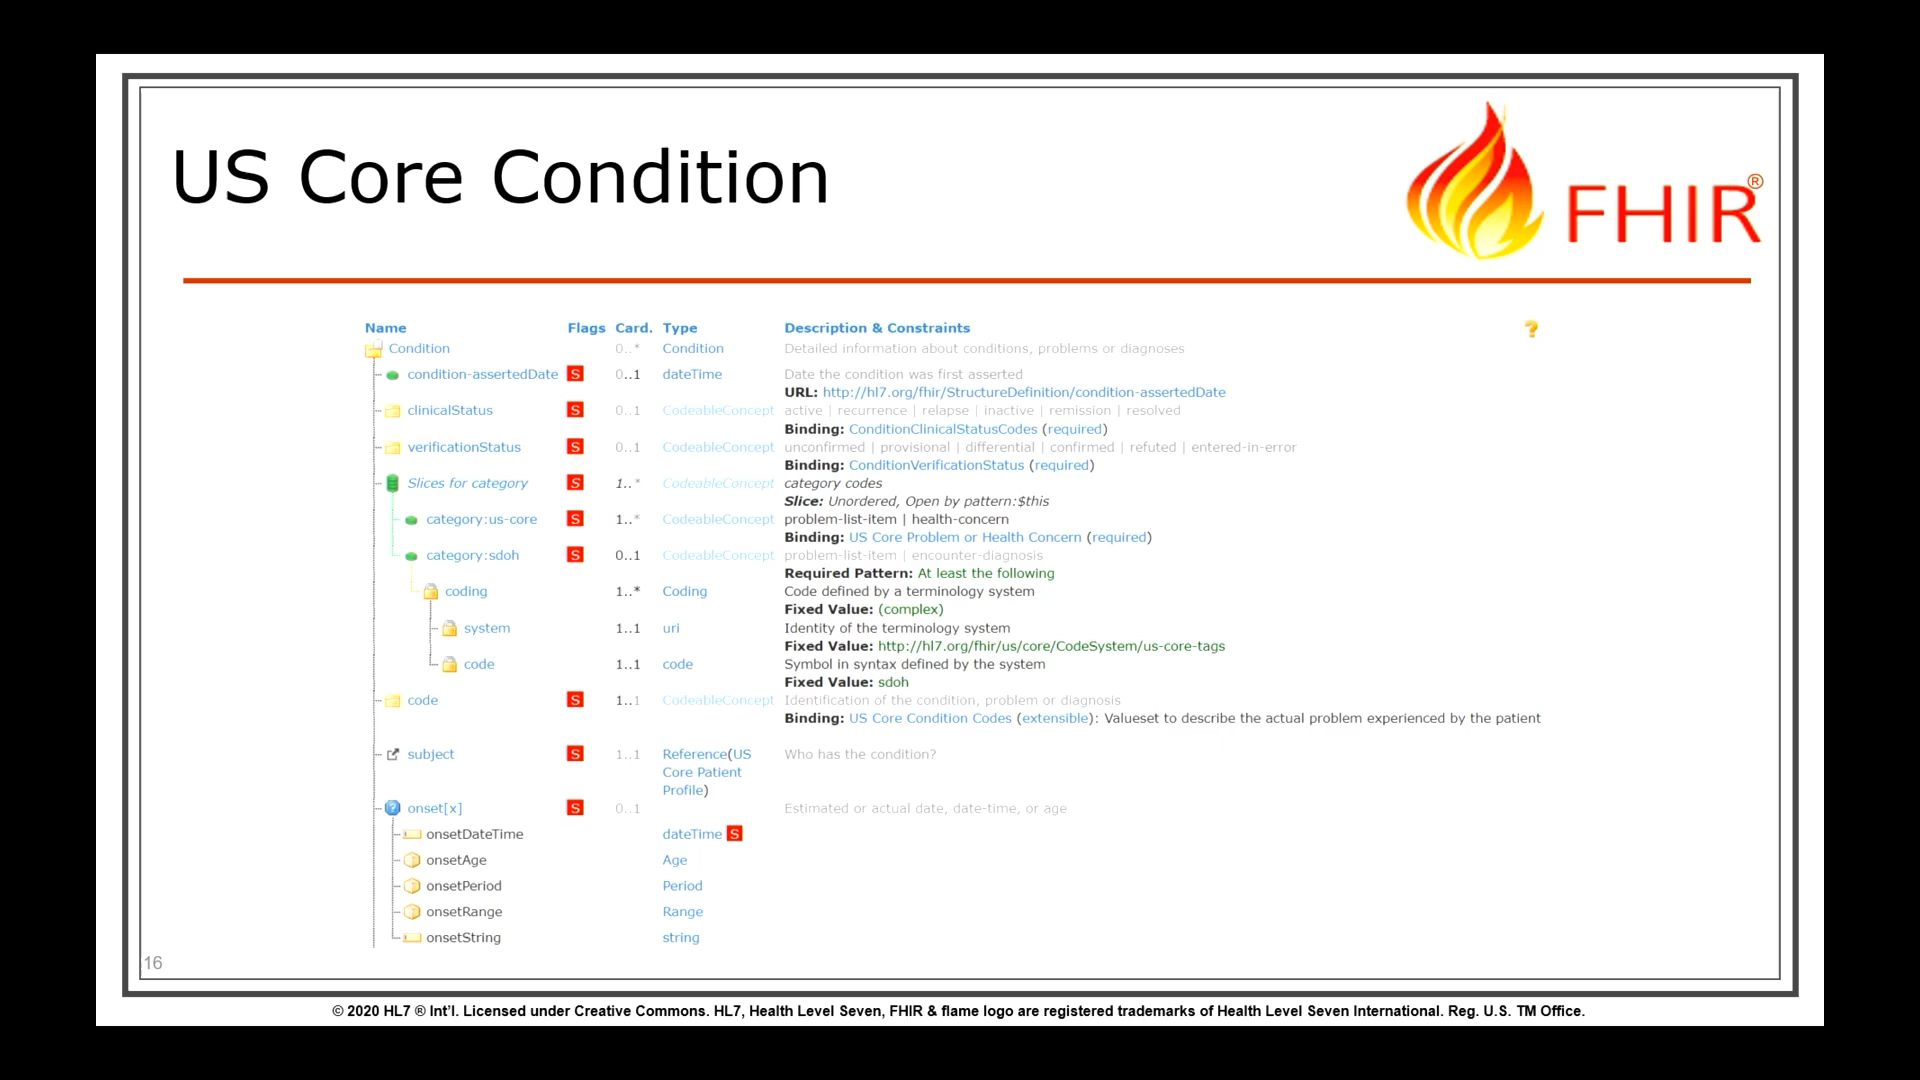 US Core Condition
FHIR®
Name Flags Card. Type Description & Constraints ?
Condition 0..* Condition Detailed information about conditions, problems or diagnoses
condition-assertedDate S 0..1 dateTime Date the condition was first asserted
URL: http://hl7.org/fhir/StructureDefinition/condition-assertedDate
clinicalStatus S 0..1 CodeableConcept active | recurrence | relapse | inactive | remission | resolved
Binding: ConditionClinicalStatusCodes (required)
verificationStatus S 0..1 CodeableConcept unconfirmed | provisional | differential | confirmed | refuted | entered-in-error
Binding: ConditionVerificationStatus (required)
Slices for category S 1..* CodeableConcept category codes
Slice: Unordered, Open by pattern:$this
category:us-core S 1..* CodeableConcept problem-list-item | health-concern
Binding: US Core Problem or Health Concern (required)
category:sdoh S 0..1 CodeableConcept problem-list-item | encounter-diagnosis
Required Pattern: At least the following
coding 1..* Coding Code defined by a terminology system
Fixed Value: (complex)
system 1..1 uri Identity of the terminology system
Fixed Value: http://hl7.org/fhir/us/core/CodeSystem/us-core-tags
code 1..1 code Symbol in syntax defined by the system
Fixed Value: sdoh
code S 1..1 CodeableConcept Identification of the condition, problem or diagnosis
Binding: US Core Condition Codes (extensible): Valueset to describe the actual problem experienced by the patient
subject S 1..1 Reference(US Who has the condition?
Core Patient
Profile)
onset[x] S 0..1 Estimated or actual date, date-time, or age
onsetDateTime dateTime S
onsetAge Age
onsetPeriod Period
onsetRange Range
onsetString string
16
© 2020 HL7 ® Int’l. Licensed under Creative Commons. HL7, Health Level Seven, FHIR & flame logo are registered trademarks of Health Level Seven International. Reg. U.S. TM Office.